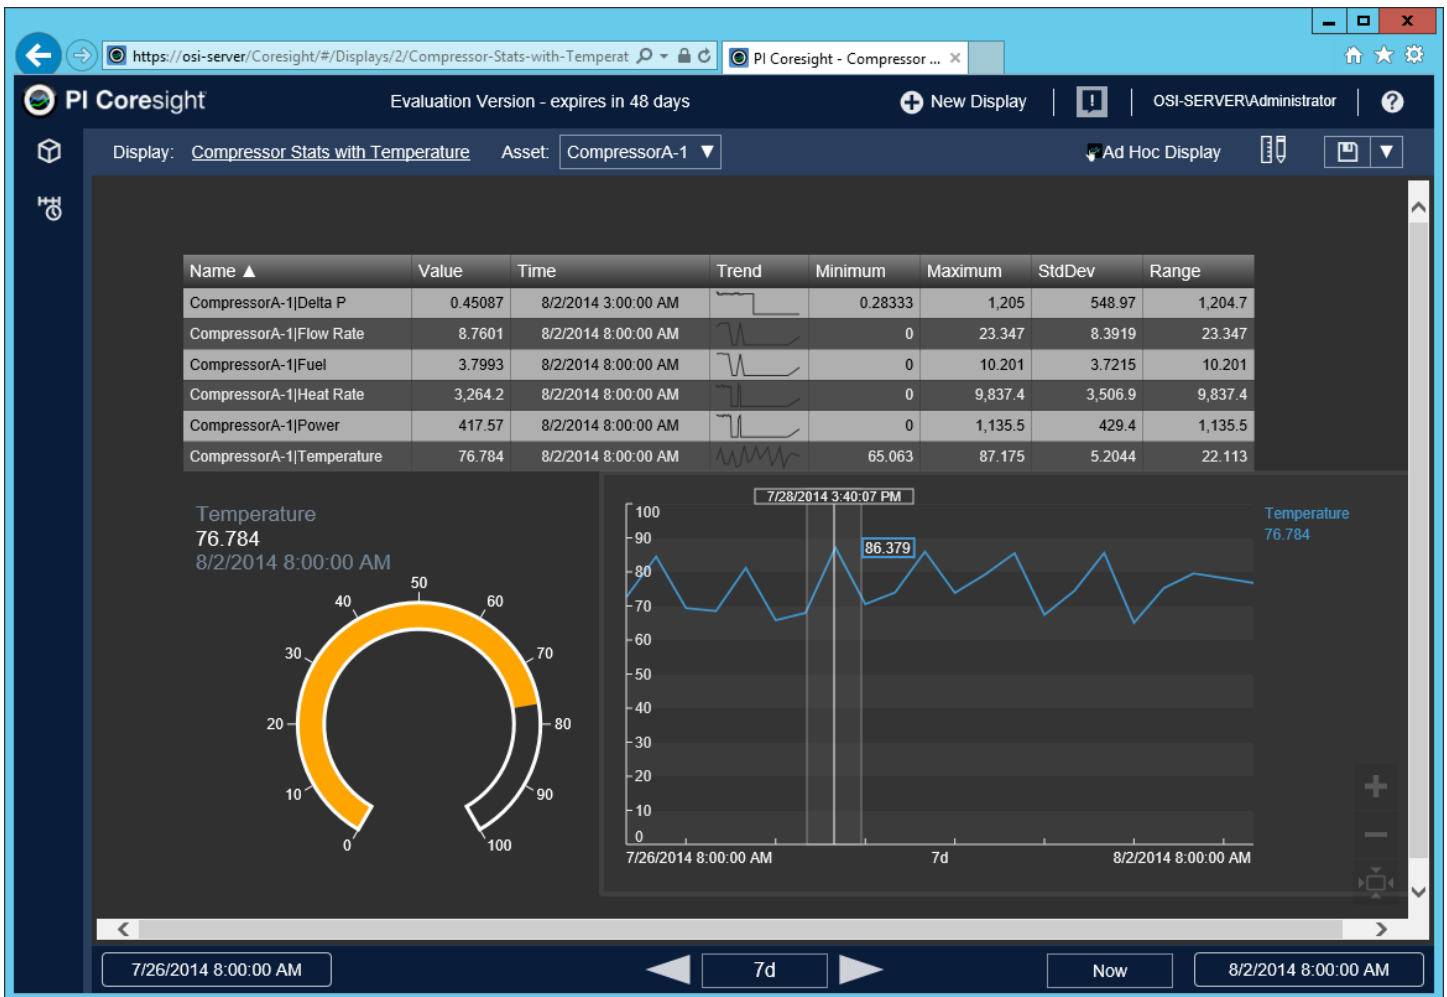 https://osi-server/Coresight/#/Displays/2/Compressor-Stats-with-Temperat
PI Coresight - Compressor ...
PI Coresight
Evaluation Version - expires in 48 days
New Display
OSI-SERVER\Administrator
Display: Compressor Stats with Temperature Asset: CompressorA-1
Ad Hoc Display
Name ▲ Value Time Trend Minimum Maximum StdDev Range
CompressorA-1|Delta P 0.45087 8/2/2014 3:00:00 AM 0.28333 1,205 548.97 1,204.7
CompressorA-1|Flow Rate 8.7601 8/2/2014 8:00:00 AM 0 23.347 8.3919 23.347
CompressorA-1|Fuel 3.7993 8/2/2014 8:00:00 AM 0 10.201 3.7215 10.201
CompressorA-1|Heat Rate 3,264.2 8/2/2014 8:00:00 AM 0 9,837.4 3,506.9 9,837.4
CompressorA-1|Power 417.57 8/2/2014 8:00:00 AM 0 1,135.5 429.4 1,135.5
CompressorA-1|Temperature 76.784 8/2/2014 8:00:00 AM 65.063 87.175 5.2044 22.113
Temperature
76.784
8/2/2014 8:00:00 AM
0
10
20
30
40
50
60
70
80
90
100
7/28/2014 3:40:07 PM
86.379
100
90
80
70
60
50
40
30
20
10
0
7/26/2014 8:00:00 AM 7d 8/2/2014 8:00:00 AM
Temperature
76.784
7/26/2014 8:00:00 AM
7d
Now
8/2/2014 8:00:00 AM